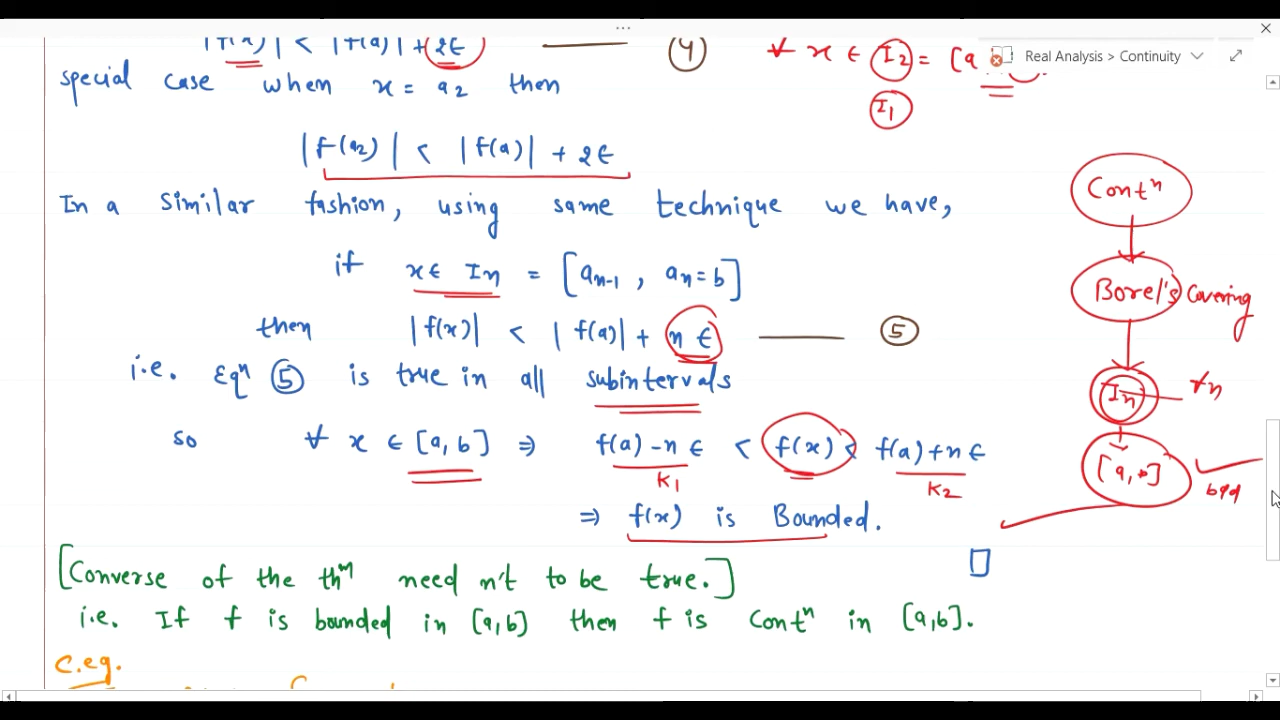 |f(x)| < |f(a)| + 2ϵ ——— (4) ∀ x ∈ I2 = [a
Real Analysis > Continuity
special case when x = a2 then
I1
|f(a2)| < |f(a)| + 2ϵ
Contⁿ
In a similar fashion, using same technique we have,
if x ∈ In = [an-1 , an = b]
Borel's Covering
then |f(x)| < |f(a)| + n ϵ ——— (5)
i.e. Eqⁿ (5) is true in all subintervals
In ∀n
so ∀ x ∈ [a, b] ⇒ f(a) - n ϵ < f(x) < f(a) + n ϵ
K1 K2
[a, b] bdd
⇒ f(x) is Bounded.
[Converse of the thᵐ need n't to be true.]
i.e. If f is bounded in [a,b] then f is Contⁿ in [a,b].
C.eg.